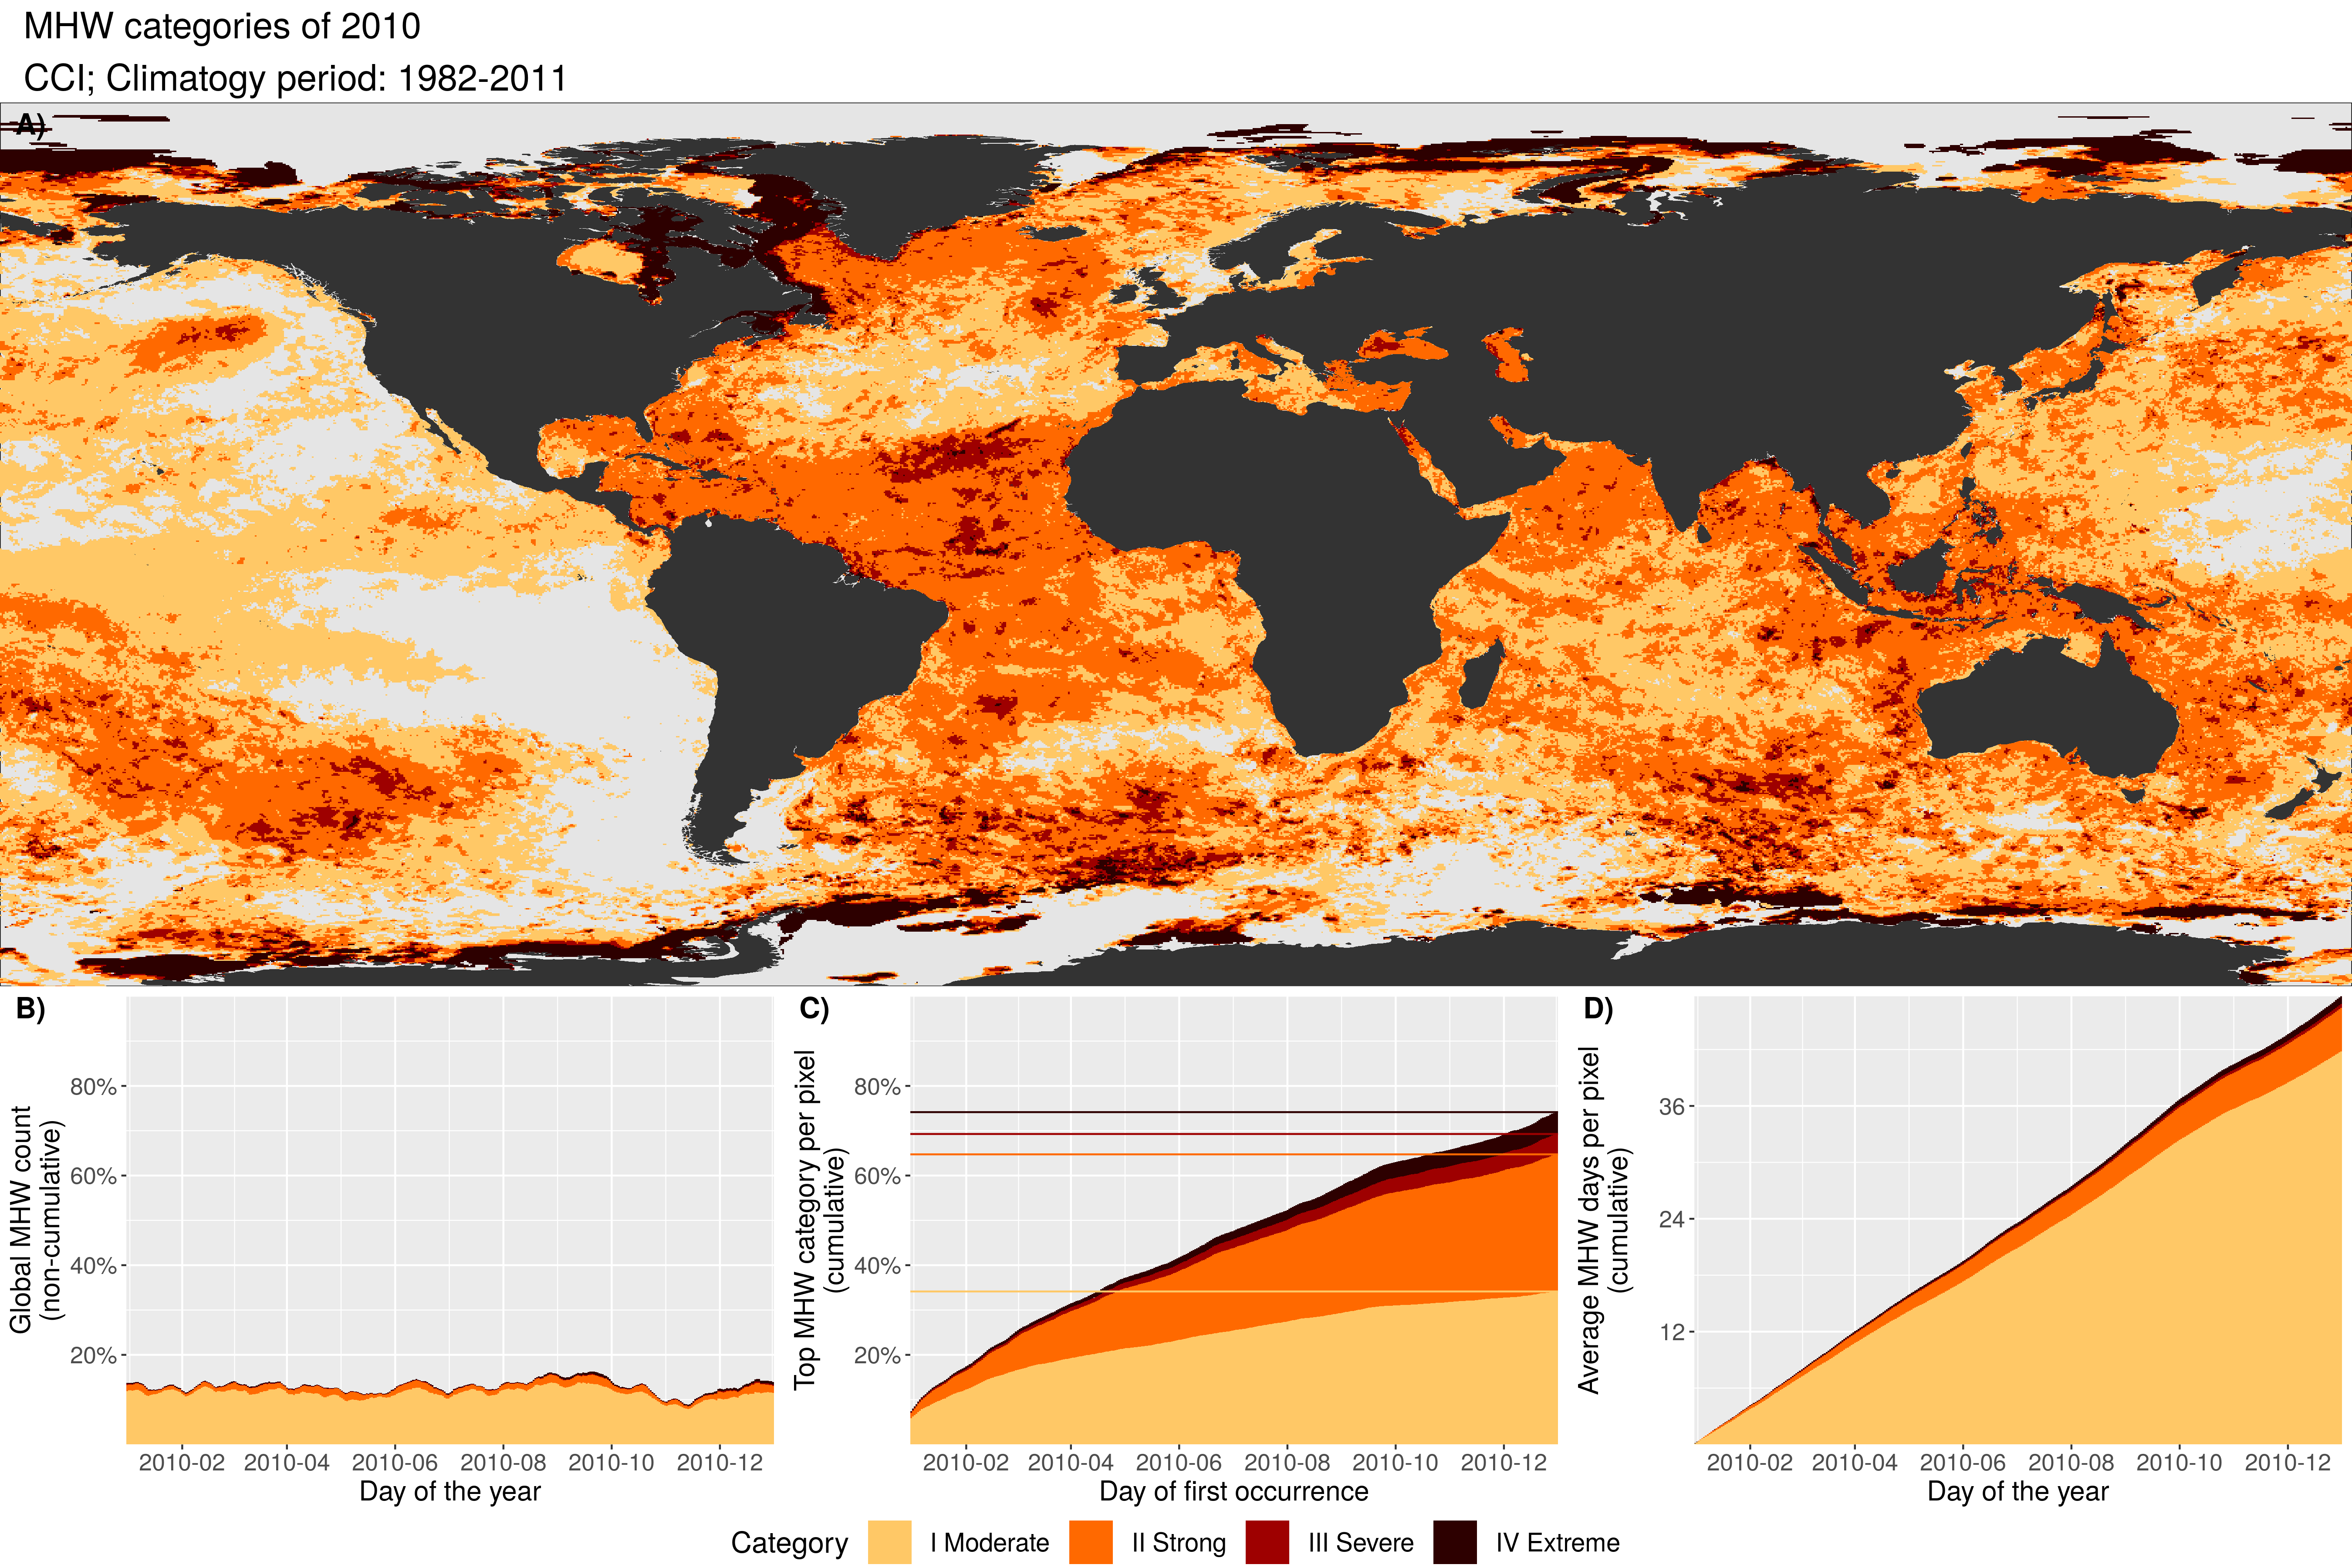 MHW categories of 2010
CCI; Climatogy period: 1982-2011
A)
B)
Global MHW count
(non-cumulative)
80%
60%
40%
20%
2010-02 2010-04 2010-06 2010-08 2010-10 2010-12
Day of the year
C)
Top MHW category per pixel
(cumulative)
80%
60%
40%
20%
2010-02 2010-04 2010-06 2010-08 2010-10 2010-12
Day of first occurrence
D)
Average MHW days per pixel
(cumulative)
36
24
12
2010-02 2010-04 2010-06 2010-08 2010-10 2010-12
Day of the year
Category I Moderate II Strong III Severe IV Extreme